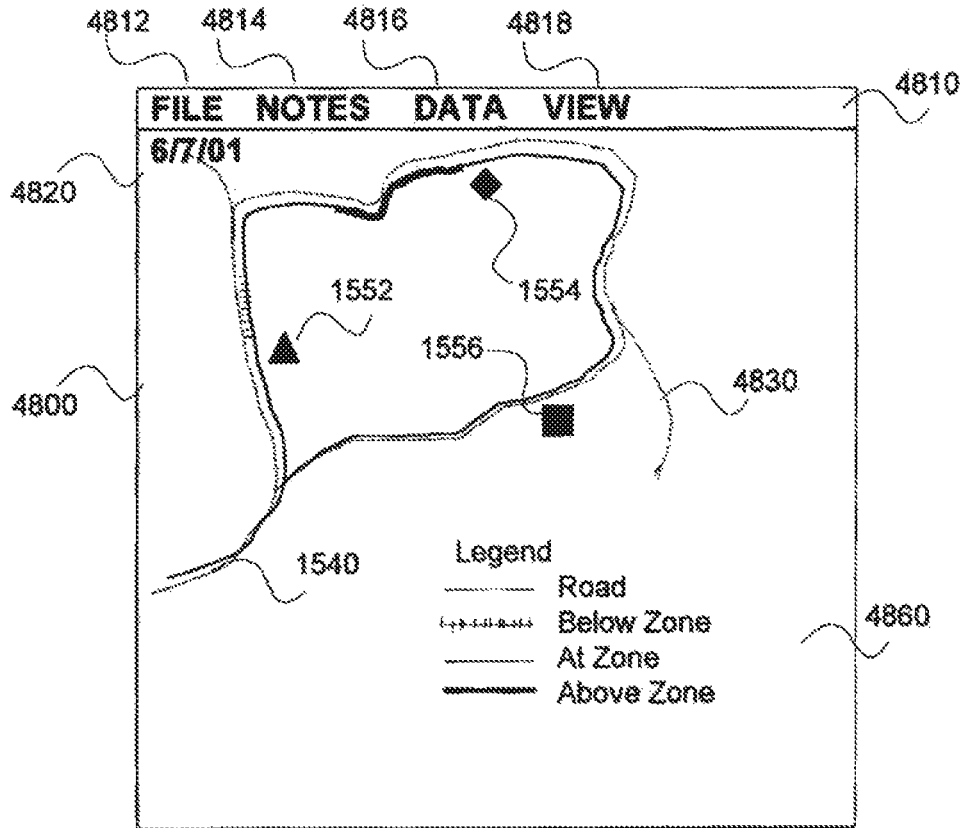 4812 4814 4816 4818
4810
FILE NOTES DATA VIEW
6/7/01
4820
1552
1554
1556
4830
4800
1540
Legend
Road
Below Zone
At Zone
Above Zone
4860